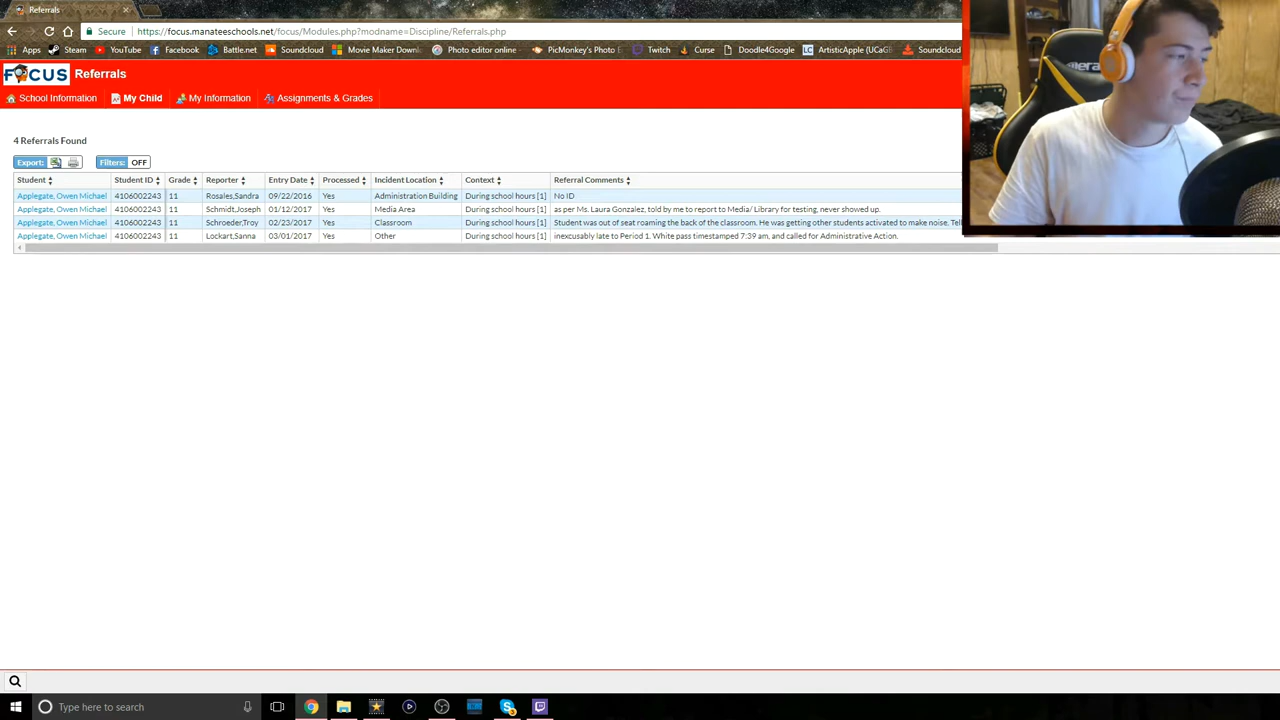 Referrals
Secure https://focus.manateeschools.net/focus/Modules.php?modname=Discipline/Referrals.php
Apps Steam YouTube Facebook Battle.net Soundcloud Movie Maker Downl Photo editor online PicMonkey's Photo E Twitch Curse Doodle4Google ArtisticApple (UCaGE Soundcloud
FOCUS Referrals
School Information My Child My Information Assignments & Grades
4 Referrals Found
Export: Filters: OFF
Student Student ID Grade Reporter Entry Date Processed Incident Location Context Referral Comments
Applegate, Owen Michael 4106002243 11 Rosales,Sandra 09/22/2016 Yes Administration Building During school hours [1] No ID
Applegate, Owen Michael 4106002243 11 Schmidt,Joseph 01/12/2017 Yes Media Area During school hours [1] as per Ms. Laura Gonzalez, told by me to report to Media/ Library for testing, never showed up.
Applegate, Owen Michael 4106002243 11 Schroeder,Troy 02/23/2017 Yes Classroom During school hours [1] Student was out of seat roaming the back of the classroom. He was getting other students activated to make noise. Tell
Applegate, Owen Michael 4106002243 11 Lockart,Sanna 03/01/2017 Yes Other During school hours [1] inexcusably late to Period 1. White pass timestamped 7:39 am, and called for Administrative Action.
Type here to search